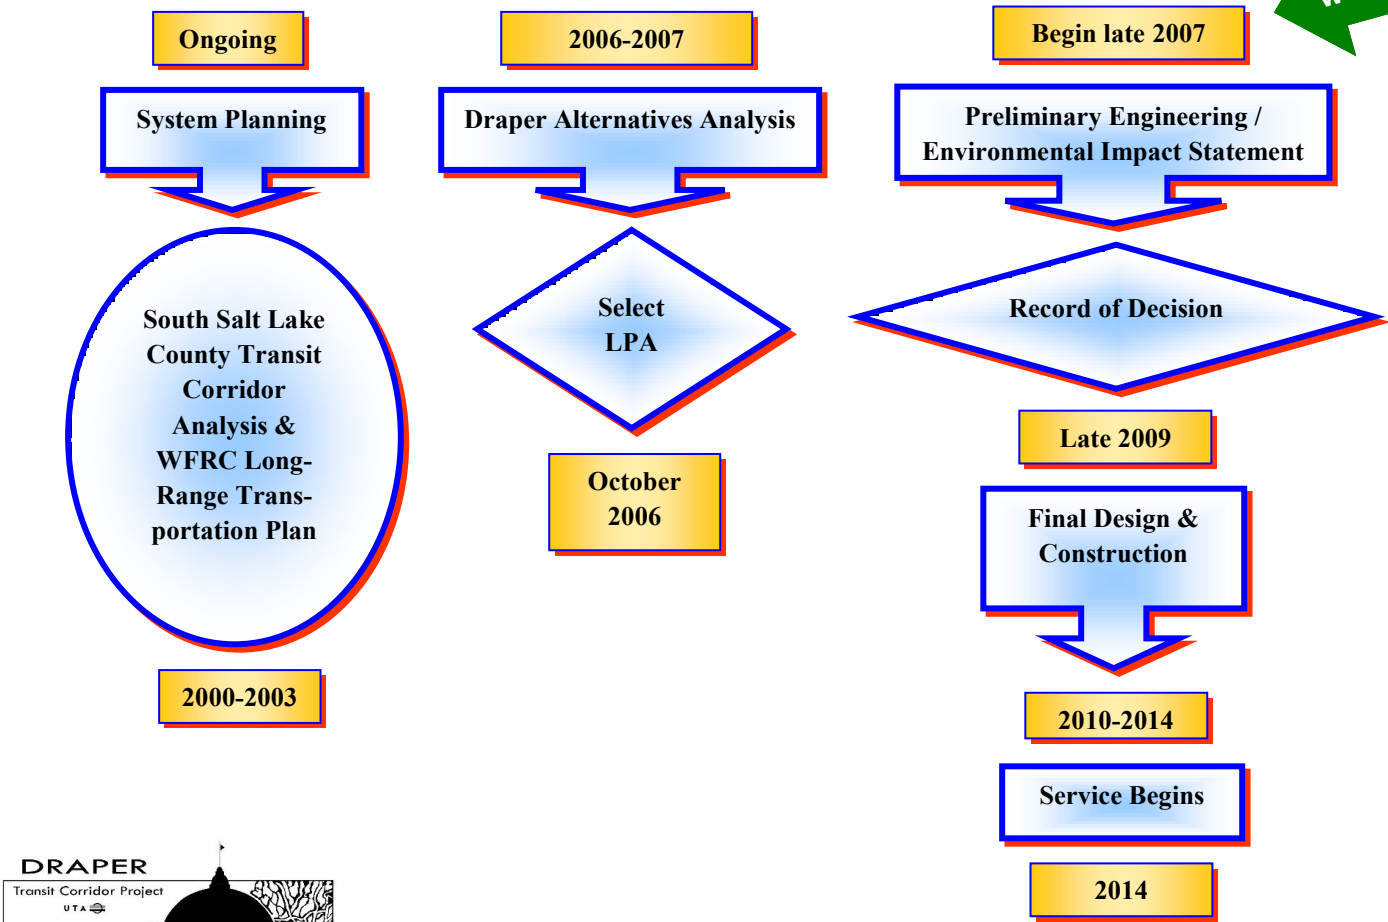 Ongoing
System Planning
South Salt Lake
County Transit
Corridor
Analysis &
WFRC Long-
Range Trans-
portation Plan
2000-2003
2006-2007
Draper Alternatives Analysis
Select
LPA
October
2006
Begin late 2007
Preliminary Engineering /
Environmental Impact Statement
Record of Decision
Late 2009
Final Design &
Construction
2010-2014
Service Begins
2014
DRAPER
Transit Corridor Project
UTA